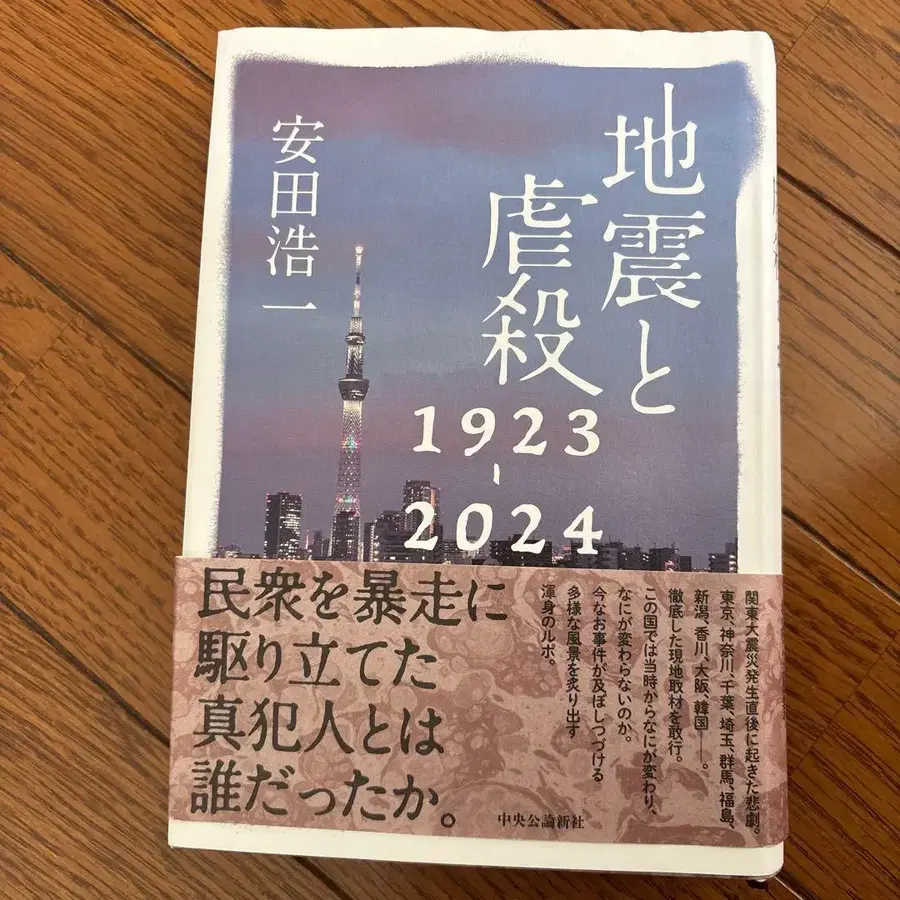 地震と
虐殺
1923
-
2024
安田浩一
民衆を暴走に
駆り立てた
真犯人とは
誰だったか。
関東大震災発生直後に起きた悲劇。
東京、神奈川、千葉、埼玉、群馬、福島、
新潟、香川、大阪、韓国――。
徹底した現地取材を敢行。
この国では当時からなにが変わり、
なにが変わらないのか。
今なお事件が及ぼしつづける
多様な風景を炙り出す
渾身のルポ。
中央公論新社